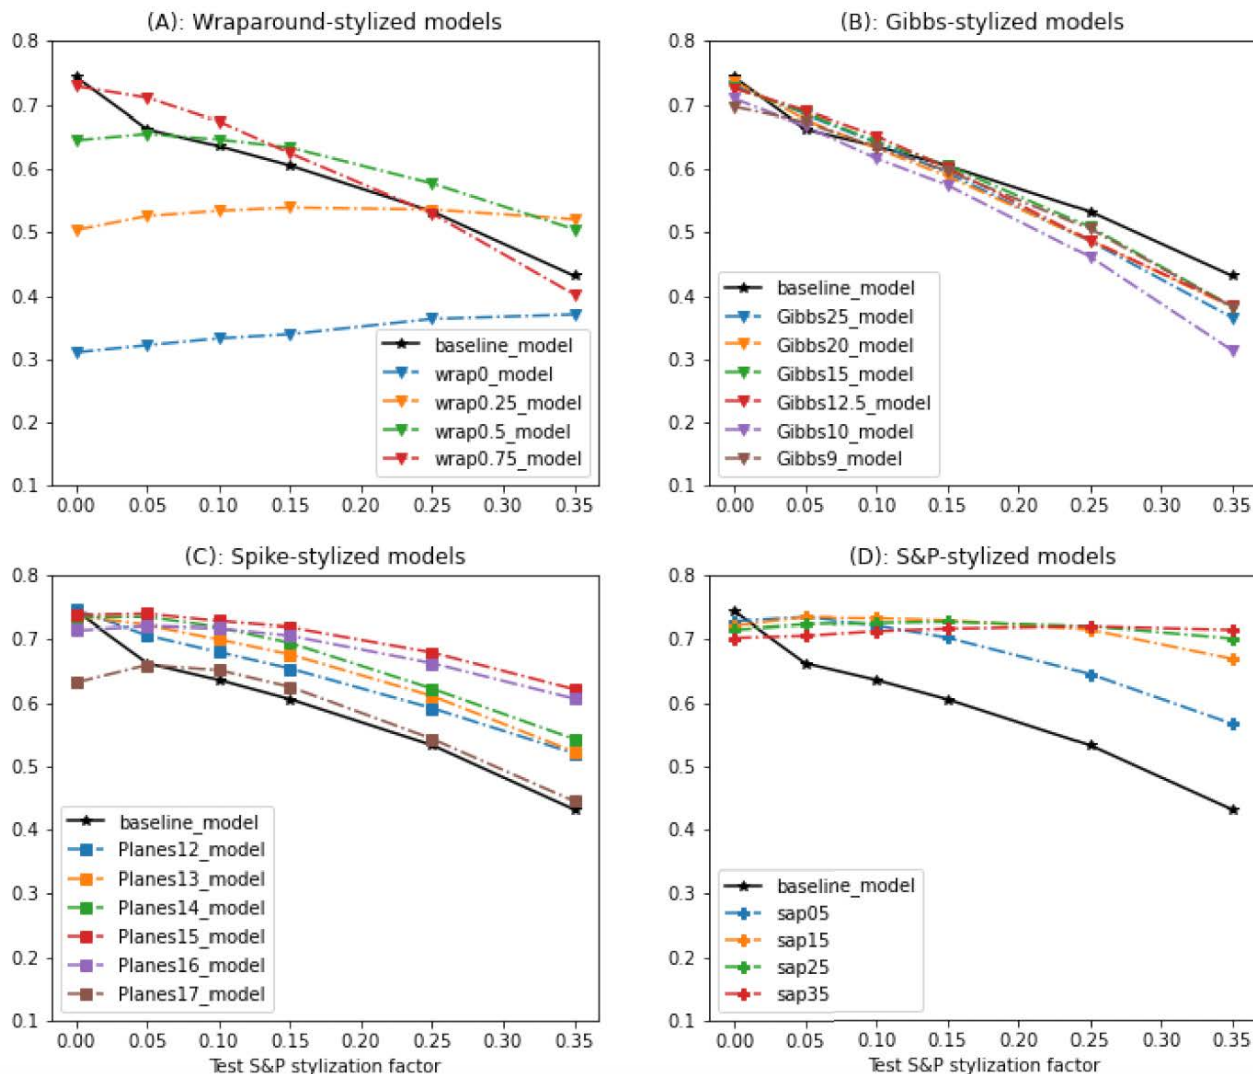 (A): Wraparound-stylized models
0.8
0.7
0.6
0.5
0.4
0.3
0.2
0.1
0.00 0.05 0.10 0.15 0.20 0.25 0.30 0.35
baseline_model
wrap0_model
wrap0.25_model
wrap0.5_model
wrap0.75_model
(B): Gibbs-stylized models
0.8
0.7
0.6
0.5
0.4
0.3
0.2
0.1
0.00 0.05 0.10 0.15 0.20 0.25 0.30 0.35
baseline_model
Gibbs25_model
Gibbs20_model
Gibbs15_model
Gibbs12.5_model
Gibbs10_model
Gibbs9_model
(C): Spike-stylized models
0.8
0.7
0.6
0.5
0.4
0.3
0.2
0.1
0.00 0.05 0.10 0.15 0.20 0.25 0.30 0.35
Test S&P stylization factor
baseline_model
Planes12_model
Planes13_model
Planes14_model
Planes15_model
Planes16_model
Planes17_model
(D): S&P-stylized models
0.8
0.7
0.6
0.5
0.4
0.3
0.2
0.1
0.00 0.05 0.10 0.15 0.20 0.25 0.30 0.35
Test S&P stylization factor
baseline_model
sap05
sap15
sap25
sap35